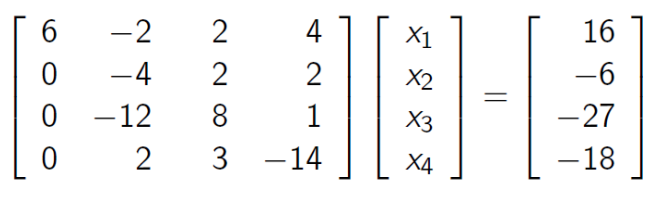 [ 6 −2 2 4 ] [ x₁ ] [ 16 ]
[ 0 −4 2 2 ] [ x₂ ] = [ −6 ]
[ 0 −12 8 1 ] [ x₃ ] [ −27 ]
[ 0 2 3 −14 ] [ x₄ ] [ −18 ]